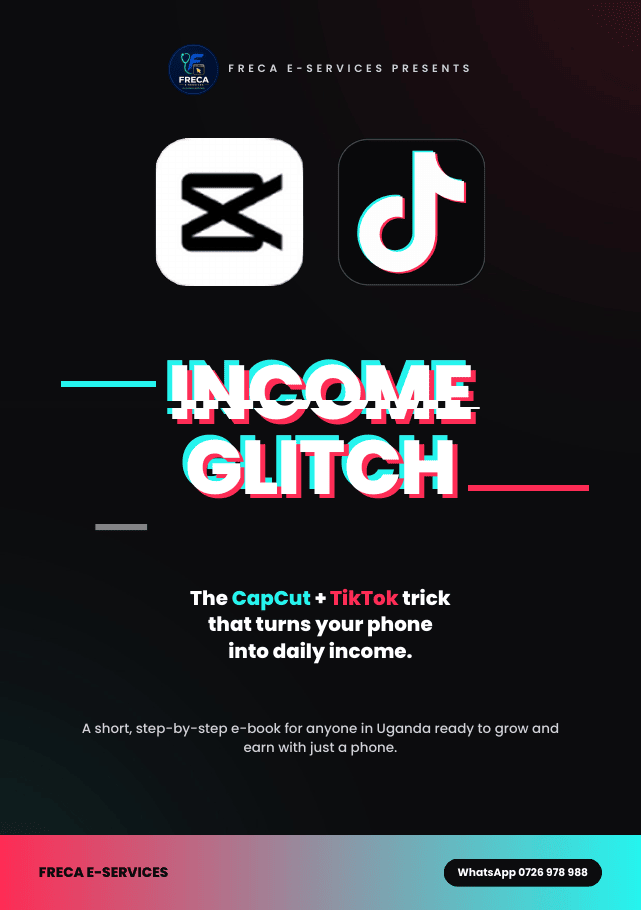 FRECA
FRECA E-SERVICES PRESENTS
INCOME
GLITCH
The CapCut + TikTok trick
that turns your phone
into daily income.
A short, step-by-step e-book for anyone in Uganda ready to grow and
earn with just a phone.
FRECA E-SERVICES
WhatsApp 0726 978 988